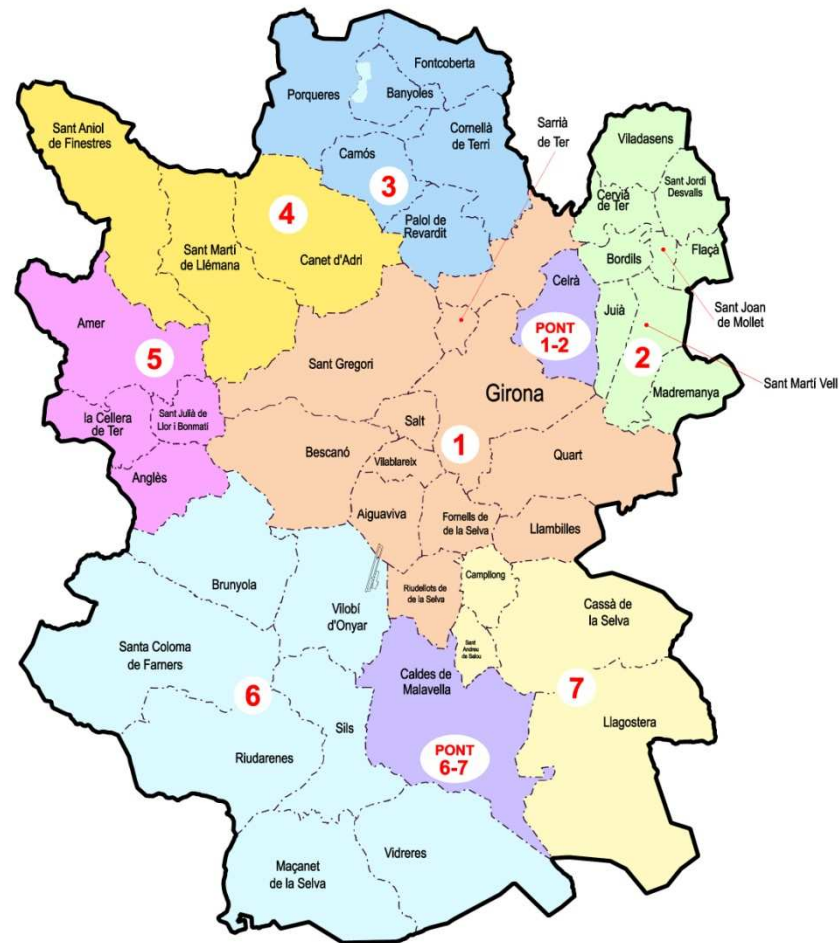 Fontcoberta
Porqueres
Banyoles
Sarrià
de Ter
Sant Aniol
de Finestres
Cornellà
de Terri
Viladasens
Camós
3
Sant Jordi
Desvalls
Cervià
de Ter
4
Palol de
Revardit
Sant Martí
de Llémana
Canet d'Adri
Bordils
Flaçà
Celrà
Sant Joan
de Mollet
Amer
Juià
PONT
1-2
5
Sant Gregori
2
Sant Martí Vell
Girona
Madremanya
la Cellera
de Ter
Sant Julià de
Llor i Bonmatí
Salt
1
Bescanó
Vilablareix
Quart
Anglès
Aiguaviva
Fornells de
de la Selva
Llambilles
Brunyola
Riudellots de
de la Selva
Campllong
Vilobí
d'Onyar
Cassà de
la Selva
Santa Coloma
de Farners
Sant
Andreu
de Salou
Caldes de
Malavella
6
7
Llagostera
Sils
Riudarenes
PONT
6-7
Vidreres
Maçanet
de la Selva